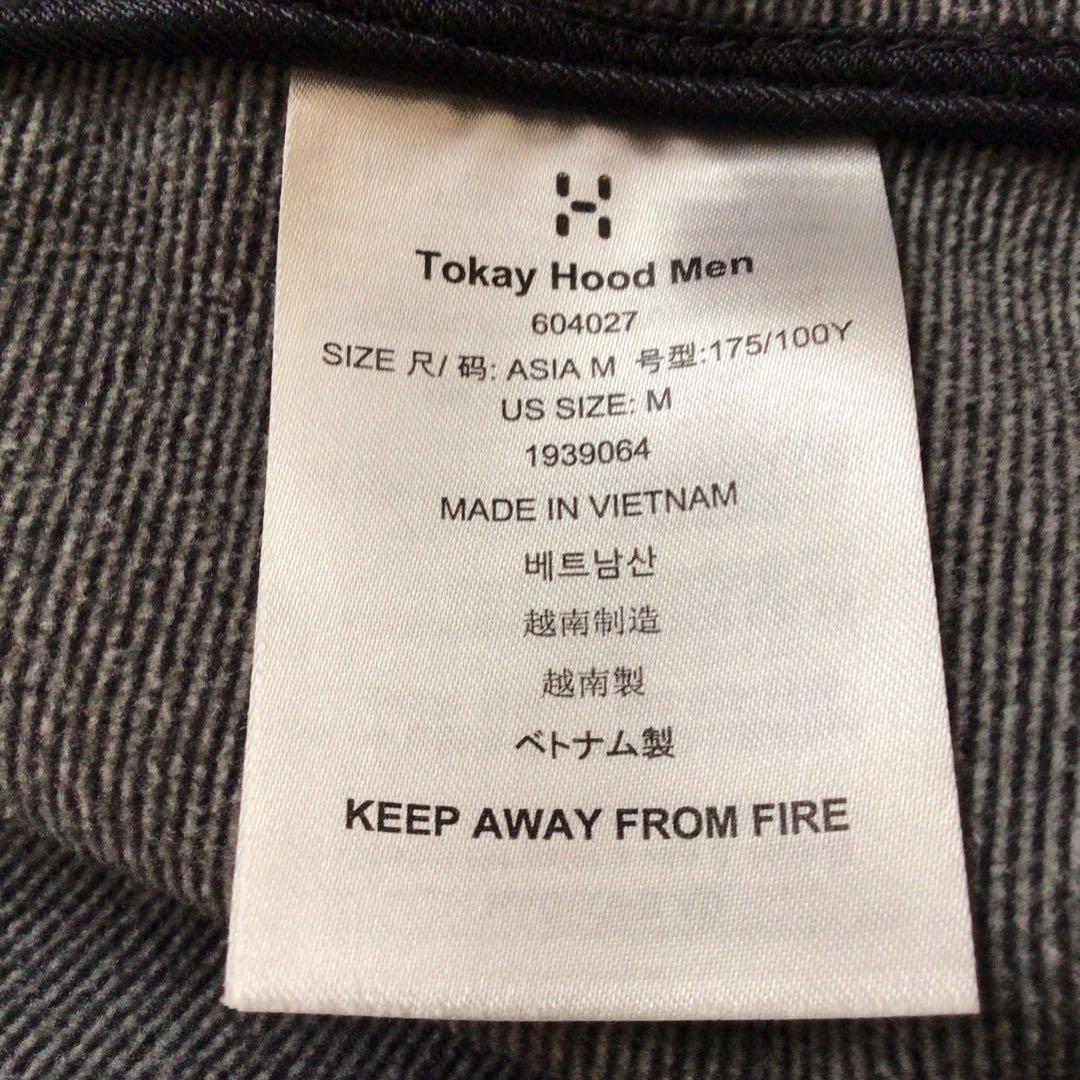 Tokay Hood Men
604027
SIZE 尺/ 码: ASIA M 号型:175/100Y
US SIZE: M
1939064
MADE IN VIETNAM
베트남산
越南制造
越南製
ベトナム製
KEEP AWAY FROM FIRE